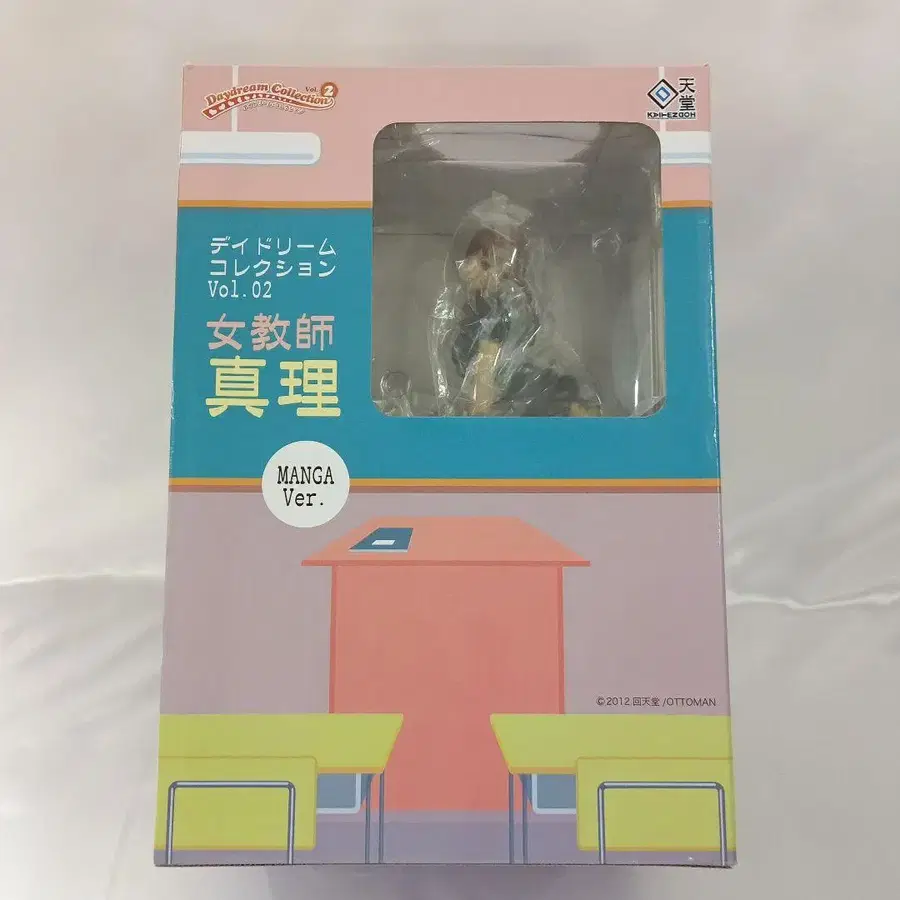 Daydream Collection Vol. 2
天堂
KAITENDOH
デイドリーム
コレクション
Vol.02
女教師
真理
MANGA
Ver.
©2012 回天堂 /OTTOMAN